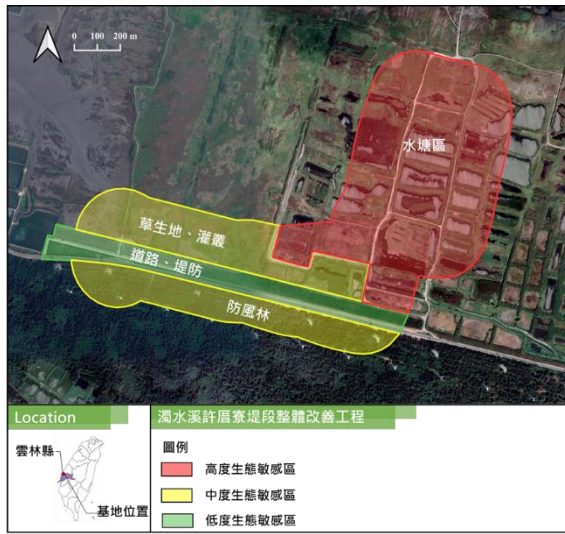 0 100 200 m
水塘區
草生地、灌叢
道路、堤防
防風林
Location
雲林縣
基地位置
濁水溪許厝寮堤段整體改善工程
圖例
高度生態敏感區
中度生態敏感區
低度生態敏感區